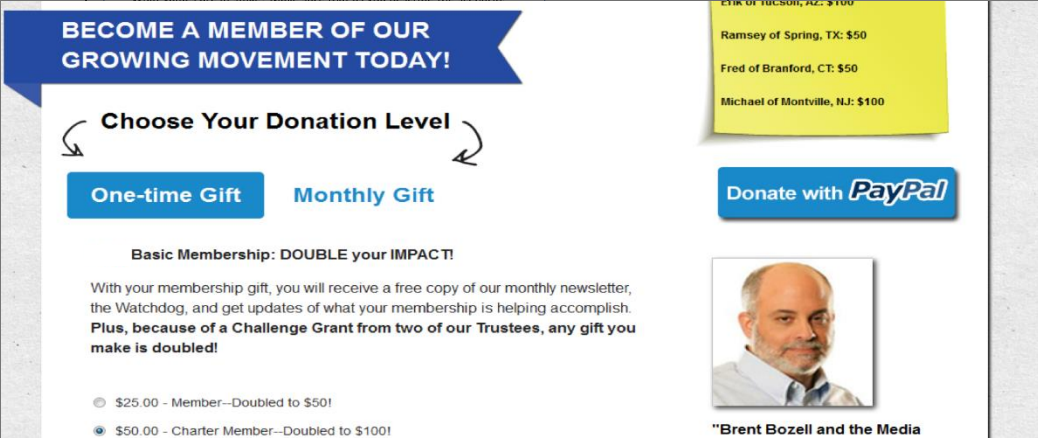 BECOME A MEMBER OF OUR
GROWING MOVEMENT TODAY!
Choose Your Donation Level
One-time Gift
Monthly Gift
Basic Membership: DOUBLE your IMPACT!
With your membership gift, you will receive a free copy of our monthly newsletter,
the Watchdog, and get updates of what your membership is helping accomplish.
Plus, because of a Challenge Grant from two of our Trustees, any gift you
make is doubled!
$25.00 - Member--Doubled to $50!
$50.00 - Charter Member--Doubled to $100!
Erik of Tucson, AZ: $100
Ramsey of Spring, TX: $50
Fred of Branford, CT: $50
Michael of Montville, NJ: $100
Donate with PayPal
"Brent Bozell and the Media